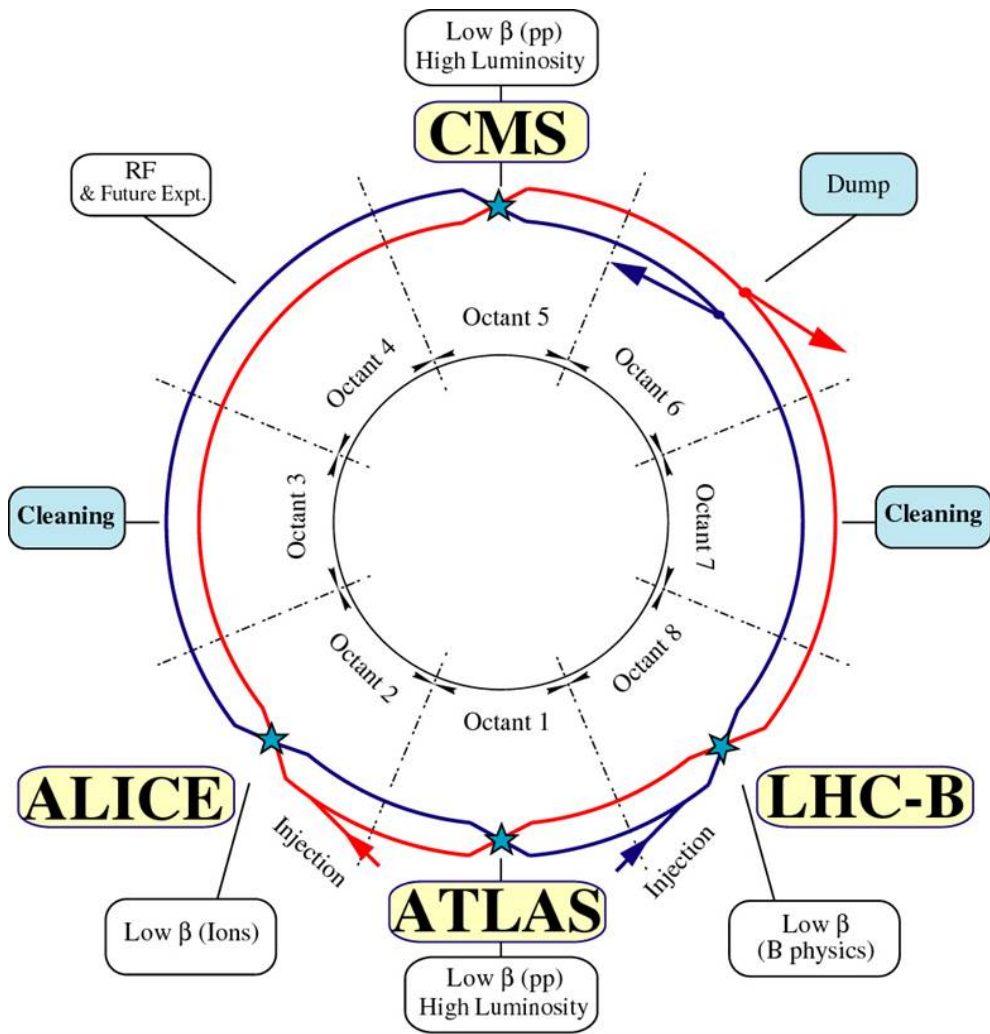 Low β (pp)
High Luminosity
CMS
RF
& Future Expt.
Dump
Octant 5
Octant 4
Octant 6
Cleaning
Octant 3
Octant 7
Cleaning
Octant 2
Octant 8
Octant 1
ALICE
LHC-B
Injection
Injection
ATLAS
Low β (Ions)
Low β
(B physics)
Low β (pp)
High Luminosity